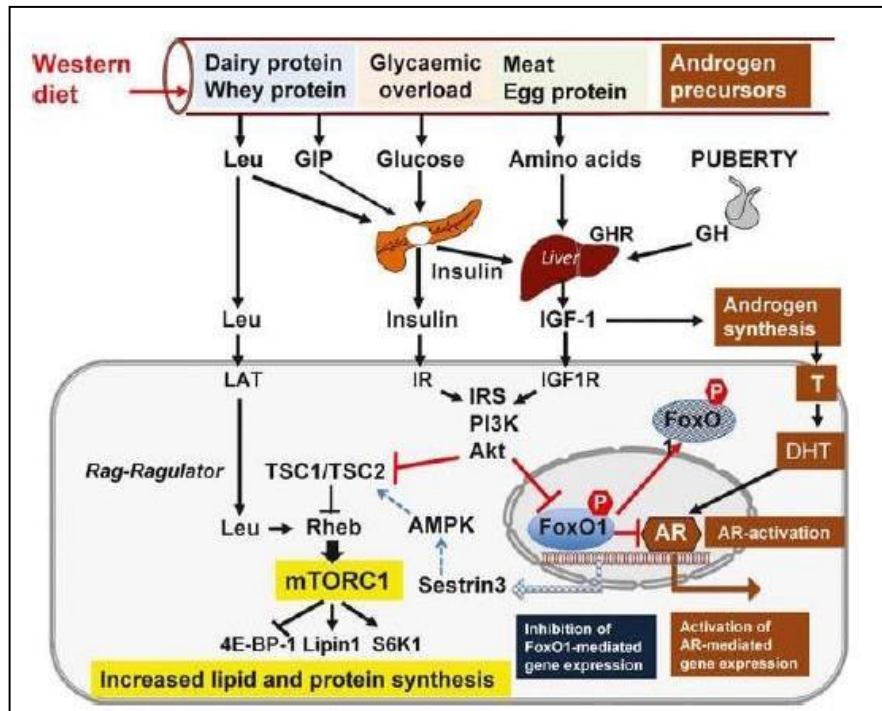 Western
diet
Dairy protein
Whey protein
Glycaemic
overload
Meat
Egg protein
Androgen
precursors
Leu
GIP
Glucose
Amino acids
PUBERTY
GHR
GH
Liver
Insulin
Leu
Insulin
IGF-1
Androgen
synthesis
LAT
IR
IGF1R
T
IRS
PI3K
Akt
P
FoxO
1
DHT
Rag-Ragulator
TSC1/TSC2
P
Leu
Rheb
AMPK
FoxO1
AR
AR-activation
mTORC1
Sestrin3
4E-BP-1
Lipin1
S6K1
Inhibition of
FoxO1-mediated
gene expression
Activation of
AR-mediated
gene expression
Increased lipid and protein synthesis